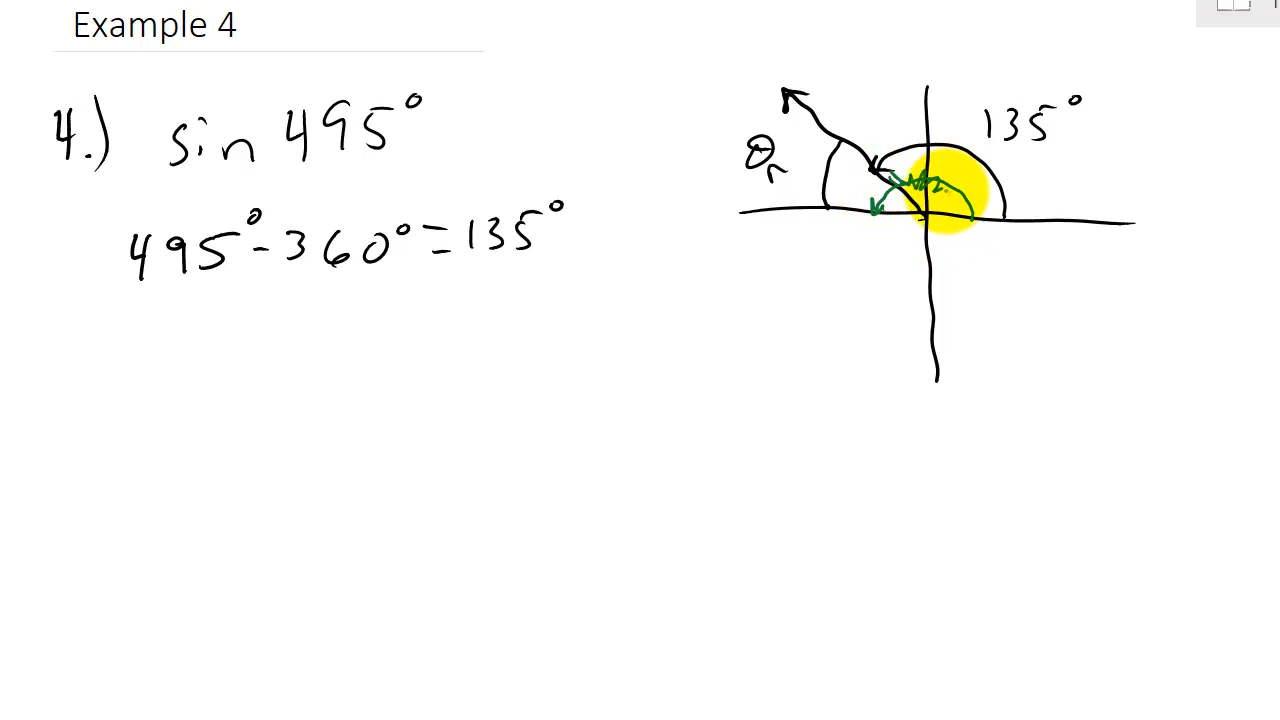 Example 4
4.) sin 495°
495° - 360° = 135°
135°
θr